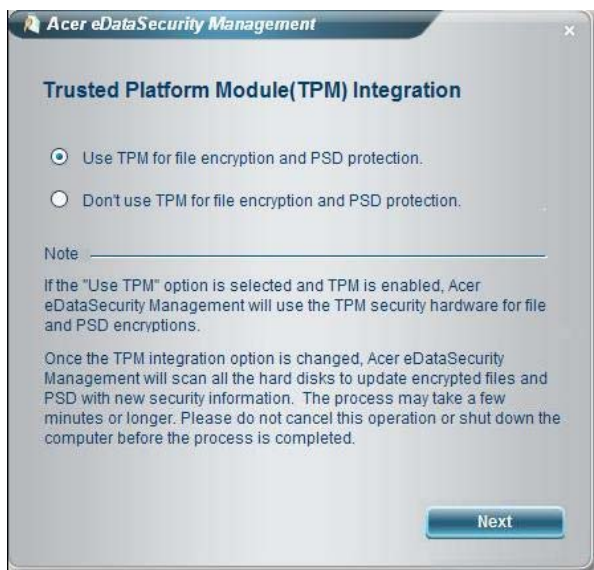 Acer eDataSecurity Management
Trusted Platform Module(TPM) Integration
Use TPM for file encryption and PSD protection.
Don't use TPM for file encryption and PSD protection.
Note
If the "Use TPM" option is selected and TPM is enabled, Acer
eDataSecurity Management will use the TPM security hardware for file
and PSD encryptions.
Once the TPM integration option is changed, Acer eDataSecurity
Management will scan all the hard disks to update encrypted files and
PSD with new security information. The process may take a few
minutes or longer. Please do not cancel this operation or shut down the
computer before the process is completed.
Next